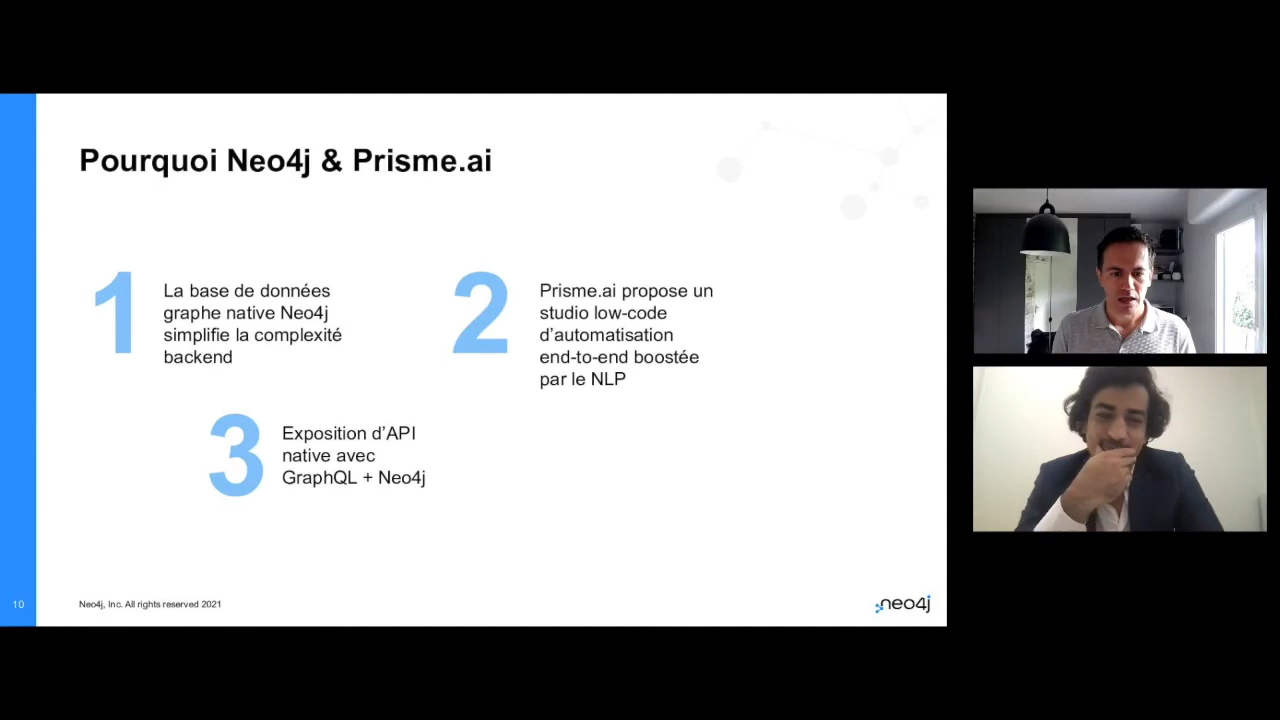 Pourquoi Neo4j & Prisme.ai
1
La base de données
graphe native Neo4j
simplifie la complexité
backend
2
Prisme.ai propose un
studio low-code
d’automatisation
end-to-end boostée
par le NLP
3
Exposition d’API
native avec
GraphQL + Neo4j
10
Neo4j, Inc. All rights reserved 2021
neo4j